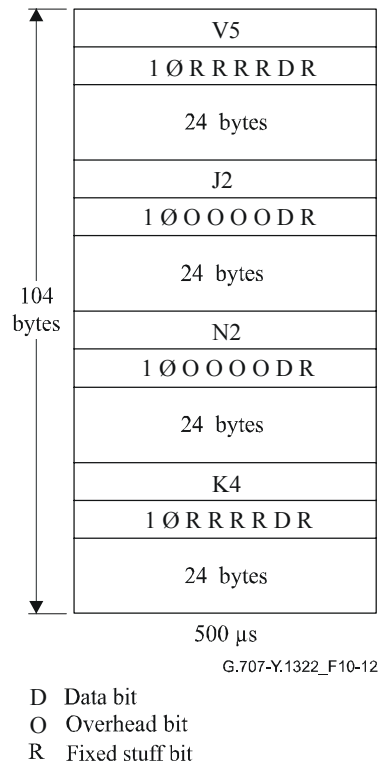 V5
1 Ø R R R R D R
24 bytes
J2
1 Ø O O O O D R
24 bytes
104
bytes
N2
1 Ø O O O O D R
24 bytes
K4
1 Ø R R R R D R
24 bytes
500 µs
G.707-Y.1322_F10-12
D Data bit
O Overhead bit
R Fixed stuff bit